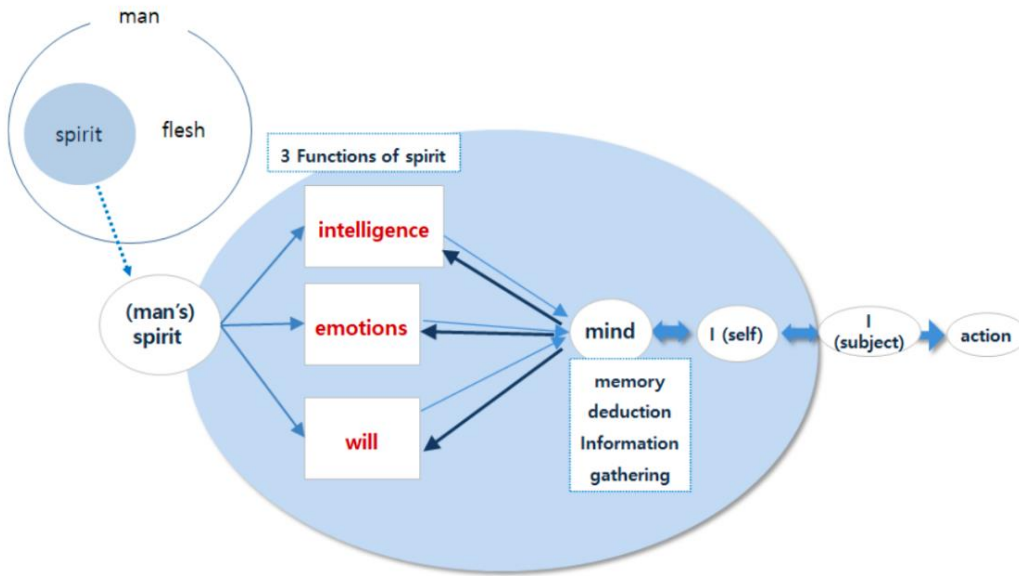 man
spirit
flesh
3 Functions of spirit
intelligence
(man's)
spirit
emotions
will
mind
memory
deduction
Information
gathering
I (self)
I
(subject)
action